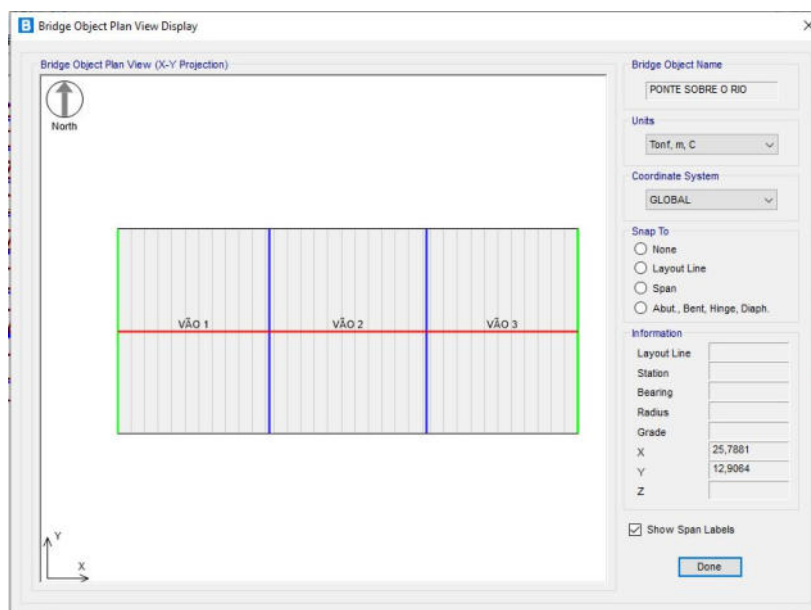 B Bridge Object Plan View Display
Bridge Object Plan View (X-Y Projection)
North
VÃO 1
VÃO 2
VÃO 3
Y
X
Bridge Object Name
PONTE SOBRE O RIO
Units
Tonf, m, C
Coordinate System
GLOBAL
Snap To
None
Layout Line
Span
Abut., Bent, Hinge, Diaph.
Information
Layout Line
Station
Bearing
Radius
Grade
X 25,7881
Y 12,9064
Z
Show Span Labels
Done